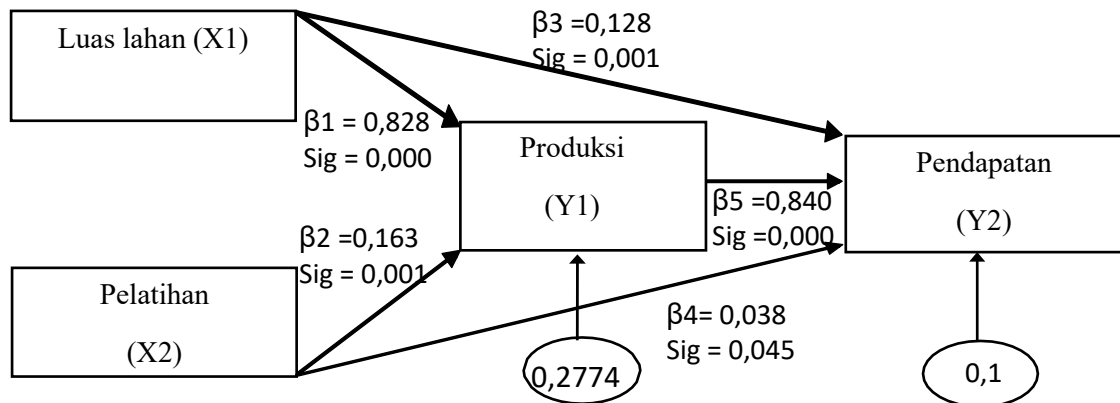 Luas lahan (X1)
β3 =0,128
Sig = 0,001
β1 = 0,828
Sig = 0,000
Produksi
(Y1)
Pendapatan
(Y2)
β5 =0,840
Sig =0,000
β2 =0,163
Sig = 0,001
Pelatihan
(X2)
β4= 0,038
Sig = 0,045
0,2774
0,1